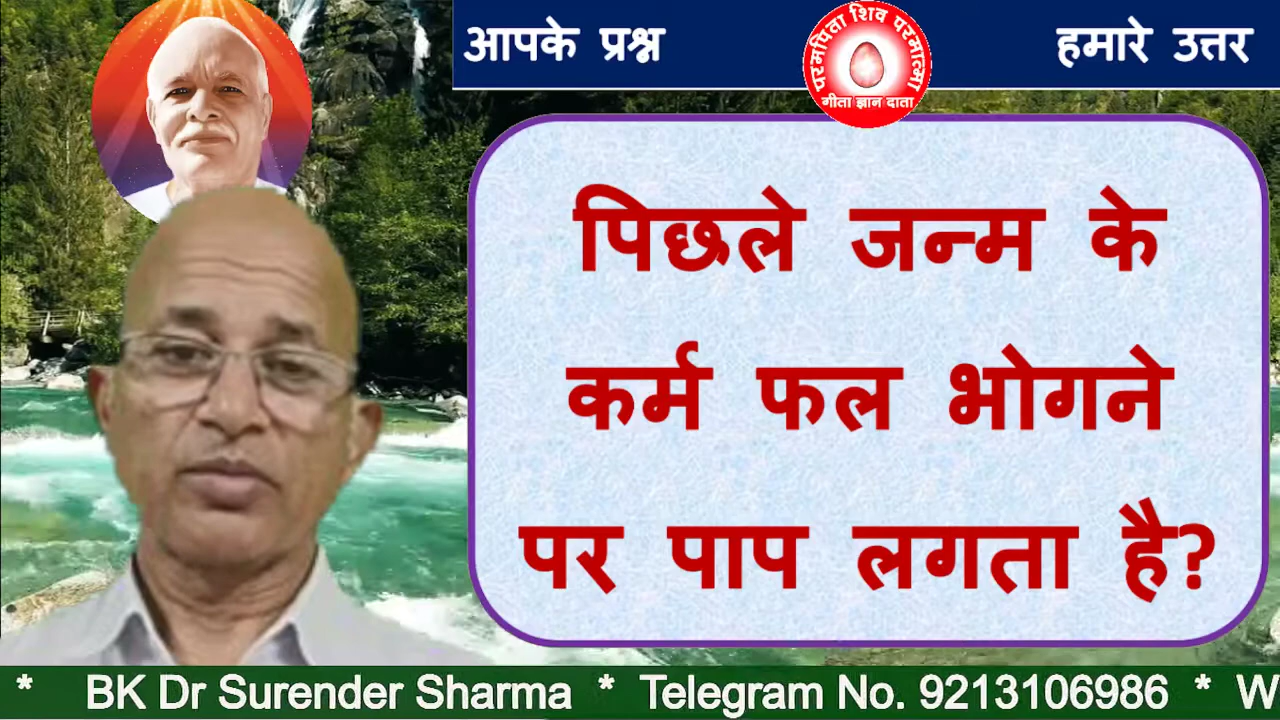 आपके प्रश्न
परमपिता शिव परमात्मा
गीता ज्ञान दाता
हमारे उत्तर
पिछले जन्म के
कर्म फल भोगने
पर पाप लगता है?
* BK Dr Surender Sharma * Telegram No. 9213106986 * W